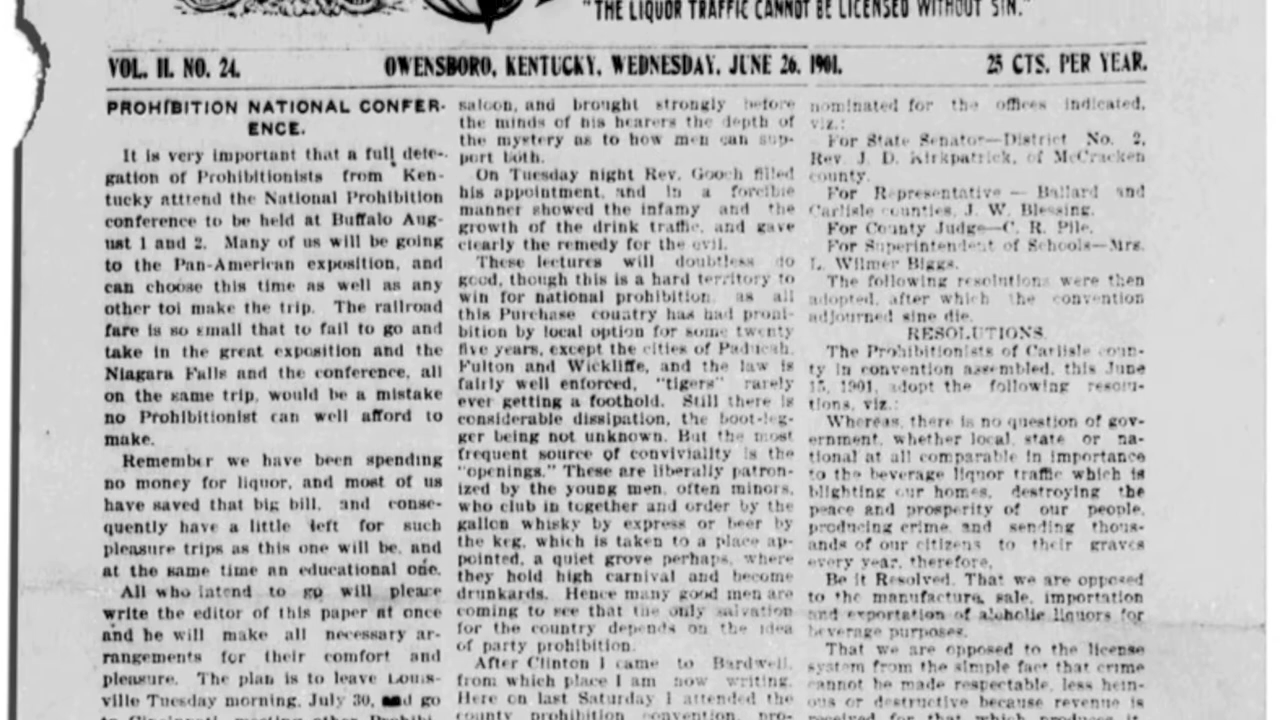 "THE LIQUOR TRAFFIC CANNOT BE LICENSED WITHOUT SIN."
VOL. II. NO. 24.
OWENSBORO, KENTUCKY, WEDNESDAY, JUNE 26, 1901.
25 CTS. PER YEAR.
PROHIBITION NATIONAL CONFER-
ENCE.
It is very important that a full dele-
gation of Prohibitionists from Ken-
tucky atttend the National Prohibition
conference to be held at Buffalo Aug-
ust 1 and 2. Many of us will be going
to the Pan-American exposition, and
can choose this time as well as any
other toi make the trip. The railroad
fare is so small that to fail to go and
take in the great exposition and the
Niagara Falls and the conference, all
on the same trip, would be a mistake
no Prohibitionist can well afford to
make.
Remember we have been spending
no money for liquor, and most of us
have saved that big bill, and conse-
quently have a little left for such
pleasure trips as this one will be, and
at the same time an educational one.
All who intend to go will please
write the editor of this paper at once
and he will make all necessary ar-
rangements for their comfort and
pleasure. The plan is to leave Louis-
ville Tuesday morning, July 30, and go
to Cincinnati, meeting other Prohibi-
saloon, and brought strongly before
the minds of his hearers the depth of
the mystery as to how men can sup-
port both.
On Tuesday night Rev. Gooch filled
his appointment, and in a forcible
manner showed the infamy and the
growth of the drink traffic, and gave
clearly the remedy for the evil.
These lectures will doubtless do
good, though this is a hard territory to
win for national prohibition, as all
this Purchase country has had prohi-
bition by local option for some twenty
five years, except the cities of Paducah,
Fulton and Wickliffe, and the law is
fairly well enforced, "tigers" rarely
ever getting a foothold. Still there is
considerable dissipation, the boot-leg-
ger being not unknown. But the most
frequent source of conviviality is the
"openings." These are liberally patron-
ized by the young men, often minors,
who club in together and order by the
gallon whisky by express or beer by
the keg, which is taken to a place ap-
pointed, a quiet grove perhaps, where
they hold high carnival and become
drunkards. Hence many good men are
coming to see that the only salvation
for the country depends on the idea
of party prohibition.
After Clinton I came to Bardwell,
from which place I am now writing.
Here on last Saturday I attended the
county prohibition convention, pro-
nominated for the offices indicated,
viz.:
For State Senator—District No. 2,
Rev. J. D. Kirkpatrick, of McCracken
county.
For Representative — Ballard and
Carlisle counties, J. W. Blessing.
For County Judge—C. R. Pile.
For Superintendent of Schools—Mrs.
L. Wilmer Biggs.
The following resolutions were then
adopted, after which the convention
adjourned sine die.
RESOLUTIONS.
The Prohibitionists of Carlisle coun-
ty in convention assembled, this June
15, 1901, adopt the following resolu-
tions, viz.:
Whereas, there is no question of gov-
ernment, whether local, state or na-
tional at all comparable in importance
to the beverage liquor traffic which is
blighting our homes, destroying the
peace and prosperity of our people,
producing crime, and sending thous-
ands of our citizens to their graves
every year, therefore,
Be it Resolved, That we are opposed
to the manufacture, sale, importation
and exportation of aloholic liquors for
beverage purposes.
That we are opposed to the license
system from the simple fact that crime
cannot be made respectable, less hein-
ous or destructive because revenue is
received for that which produces it.